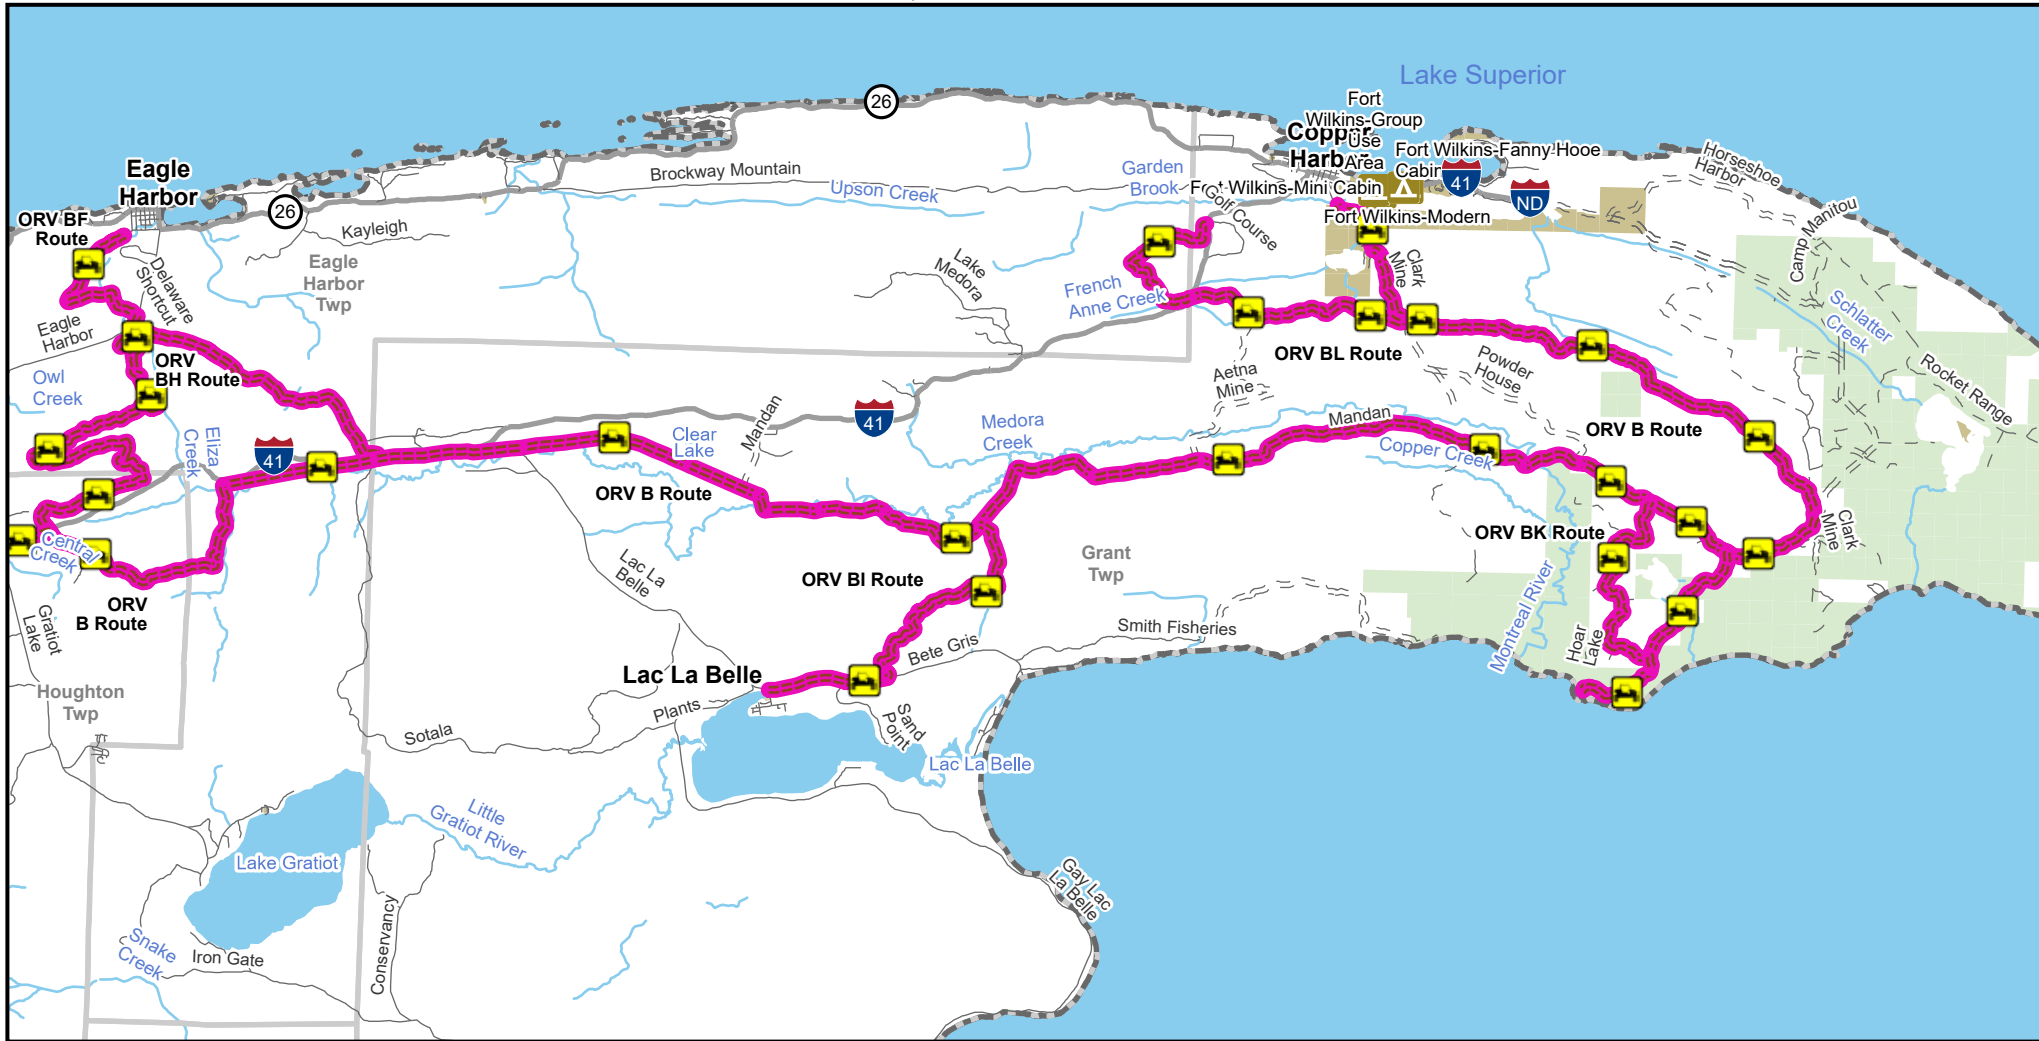 Lake Superior
26
Fort
Wilkins-Group
Use
Area
Copper
Harbor
Fort Wilkins-Fanny Hooe
Cabin
41
ND
Fort Wilkins-Mini Cabin
Fort Wilkins-Modern
Horseshoe
Harbor
Eagle
Harbor
26
ORV BF
Route
Brockway Mountain
Upson Creek
Garden
Brook
Golf Course
Kayleigh
Eagle
Harbor
Twp
Delaware
Shortcut
Lake
Medora
French
Anne Creek
Clark
Mine
Camp Manitou
Schlatter
Creek
Rocket Range
Eagle
Harbor
ORV
BH Route
Owl
Creek
ORV BL Route
Aetna
Mine
Powder
House
Eliza
Creek
41
Clear
Lake
Mandan
41
Medora
Creek
Mandan
Copper Creek
ORV B Route
ORV B Route
Central
Creek
ORV
B Route
Gratiot
Lake
Lac La
Belle
ORV BI Route
Grant
Twp
ORV BK Route
Clark
Mine
Montreal River
Hoar
Lake
Smith Fisheries
Bete Gris
Houghton
Twp
Lac La Belle
Plants
Sotala
Sand
Point
Lac La Belle
Little
Gratiot River
Lake Gratiot
Gay Lac
La Belle
Conservancy
Snake
Creek
Iron Gate